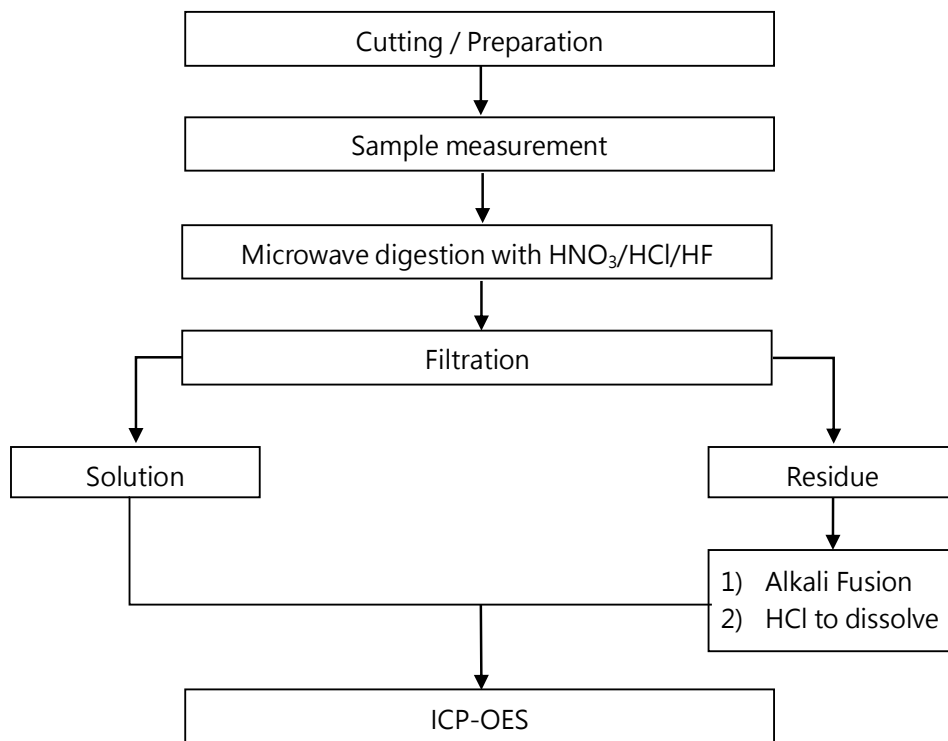 Cutting / Preparation
Sample measurement
Microwave digestion with HNO₃/HCl/HF
Filtration
Solution
Residue
1) Alkali Fusion
2) HCl to dissolve
ICP-OES